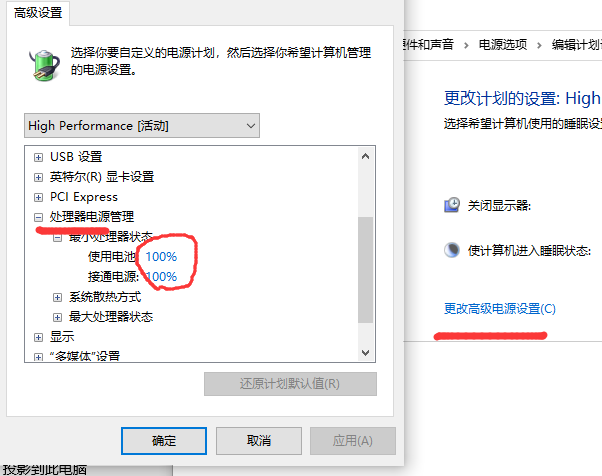 高级设置
选择你要自定义的电源计划，然后选择你希望计算机管理
的电源设置。
High Performance [活动]
USB 设置
英特尔(R) 显卡设置
PCI Express
处理器电源管理
最小处理器状态
使用电池: 100%
接通电源: 100%
系统散热方式
最大处理器状态
显示
“多媒体”设置
还原计划默认值(R)
确定
取消
应用(A)
投影到此电脑
件和声音 > 电源选项 > 编辑计划
更改计划的设置: High
选择希望计算机使用的睡眠设
关闭显示器:
使计算机进入睡眠状态:
更改高级电源设置(C)